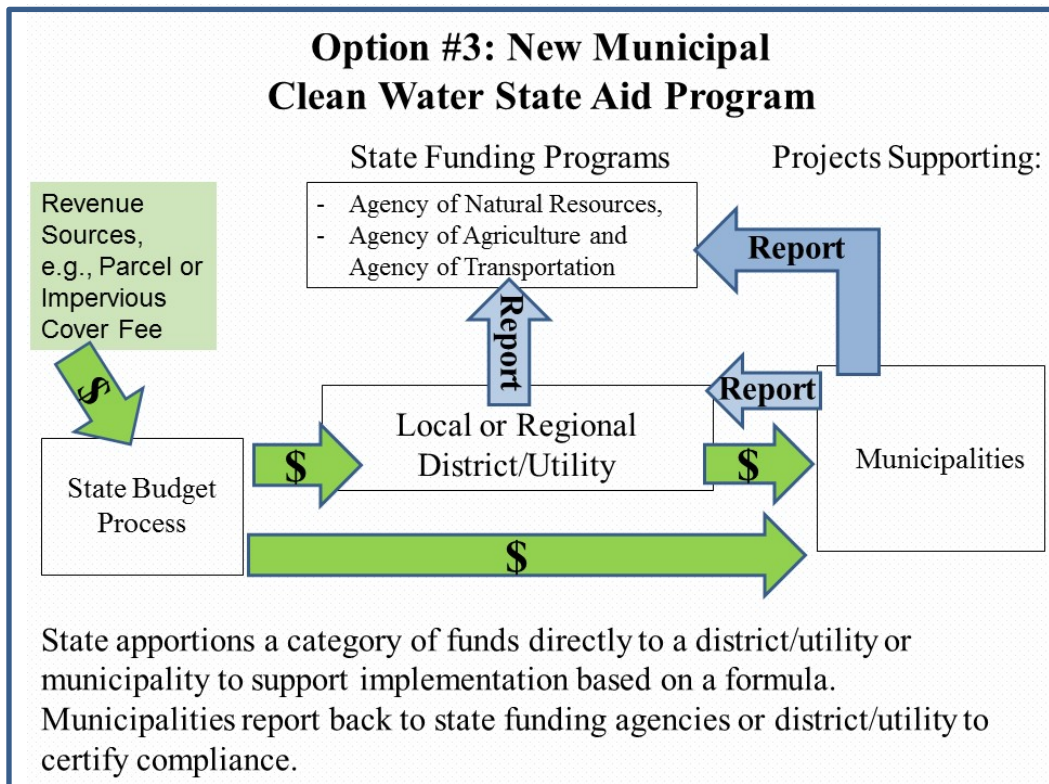 Option #3: New Municipal
Clean Water State Aid Program
State Funding Programs
Projects Supporting:
Revenue
Sources,
e.g., Parcel or
Impervious
Cover Fee
- Agency of Natural Resources,
- Agency of Agriculture and
Agency of Transportation
Report
Report
Report
$
State Budget
Process
$
Local or Regional
District/Utility
$
Municipalities
$
State apportions a category of funds directly to a district/utility or
municipality to support implementation based on a formula.
Municipalities report back to state funding agencies or district/utility to
certify compliance.